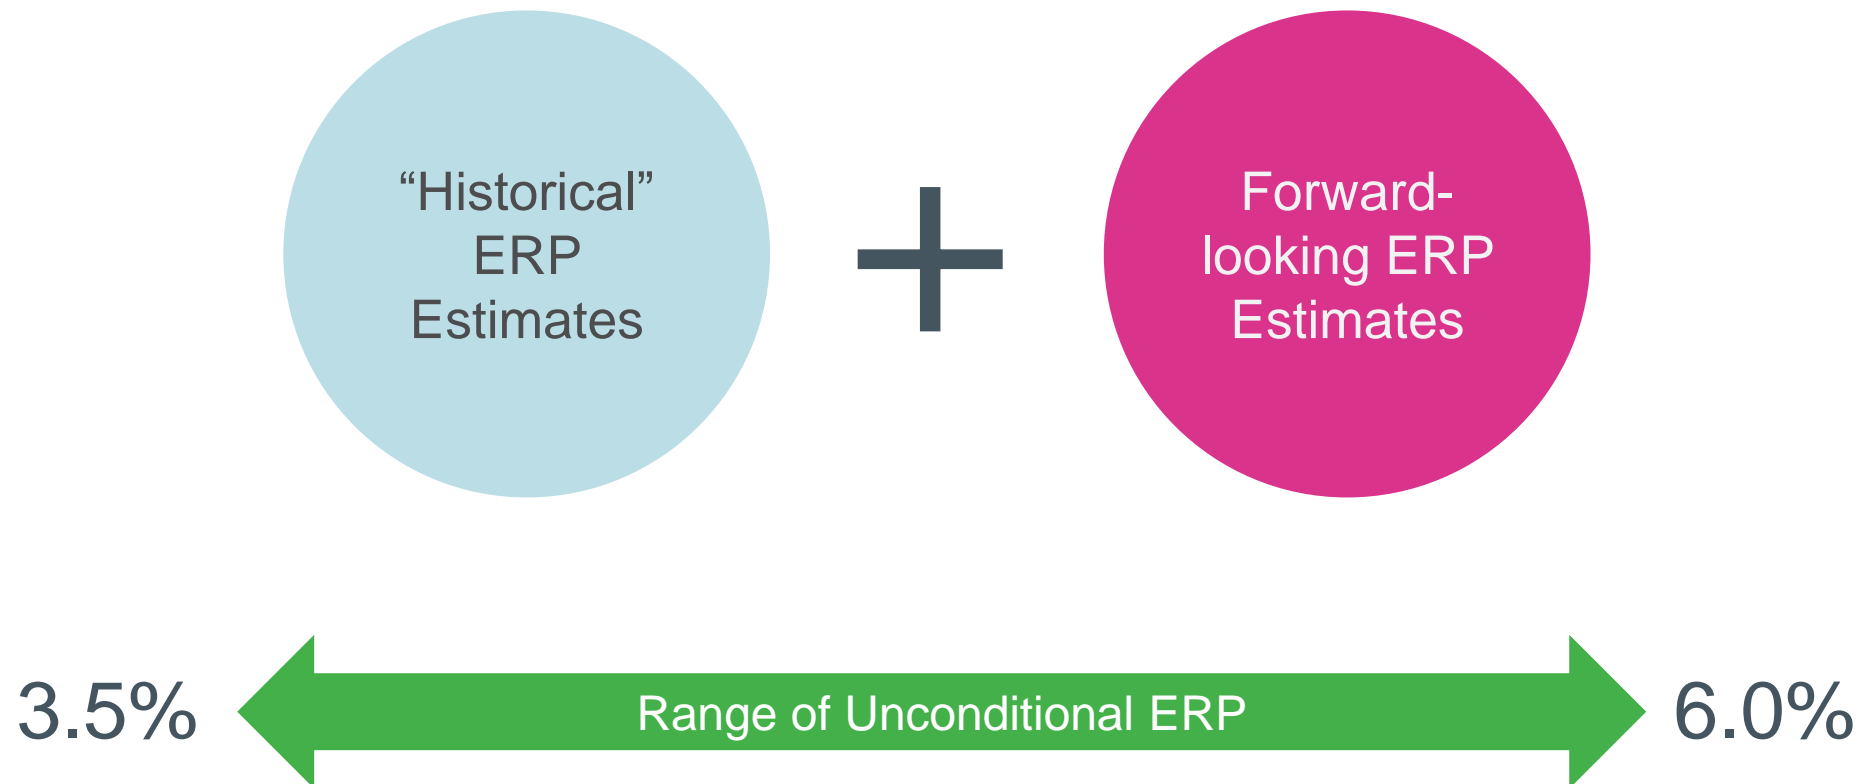 “Historical”
ERP
Estimates
Forward-
looking ERP
Estimates
3.5%
Range of Unconditional ERP
6.0%